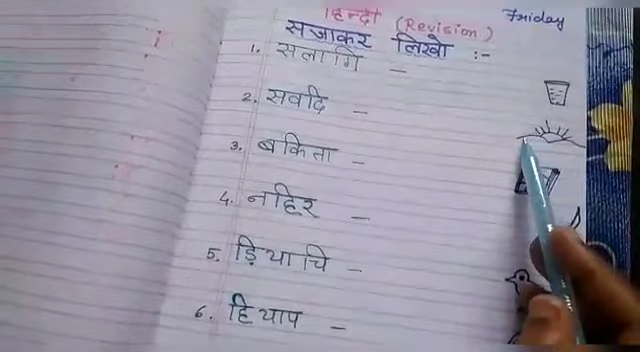 हिन्दी (Revision) Friday
सजाकर लिखो :-
1. सलागि -
2. सवदि -
3. बकिता -
4. नहिर -
5. ड़ियाचि -
6. हियाप -